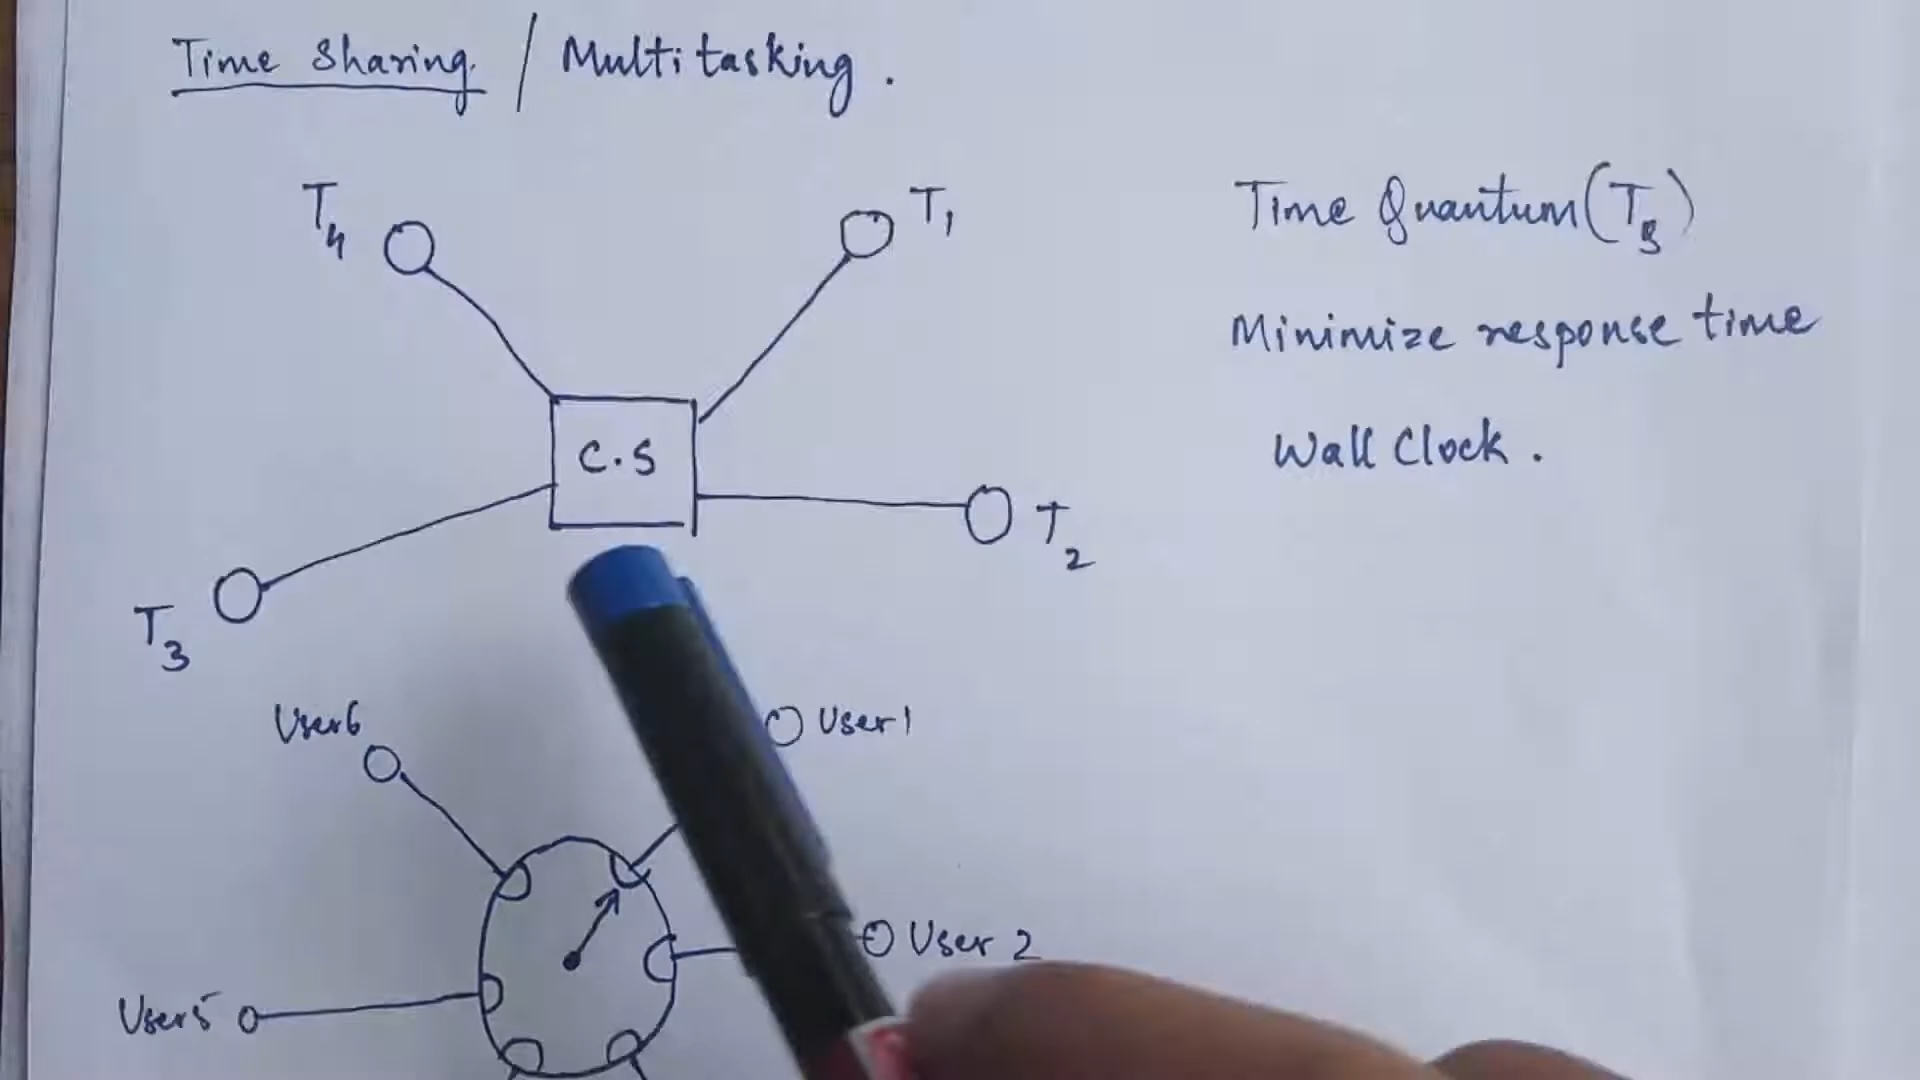 Time Sharing / Multitasking.
T4
T1
Time Quantum (Ts)
Minimize response time
Wall Clock.
C.S
T2
T3
User6
User1
User 2
User5